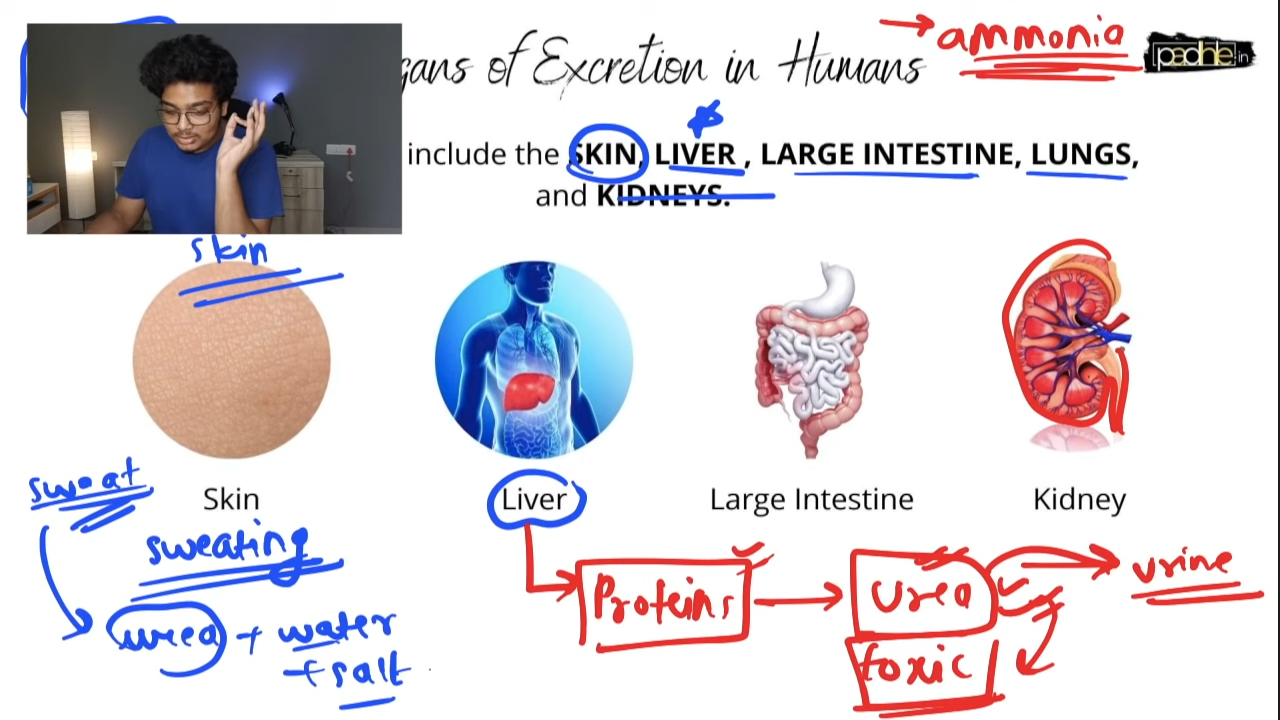 → ammonia
gans of Excretion in Humans
padhle.in
include the SKIN, LIVER , LARGE INTESTINE, LUNGS,
and KIDNEYS.
skin
sweat
Skin
Liver
Large Intestine
Kidney
sweating
Proteins → urea → urine
urea + water
+ salt
toxic